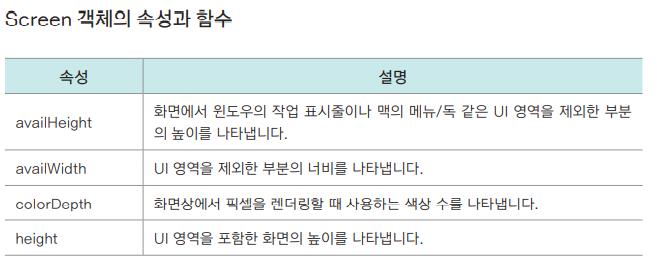 Screen 객체의 속성과 함수
속성 설명
availHeight 화면에서 윈도우의 작업 표시줄이나 맥의 메뉴/독 같은 UI 영역을 제외한 부분
의 높이를 나타냅니다.
availWidth UI 영역을 제외한 부분의 너비를 나타냅니다.
colorDepth 화면상에서 픽셀을 렌더링할 때 사용하는 색상 수를 나타냅니다.
height UI 영역을 포함한 화면의 높이를 나타냅니다.